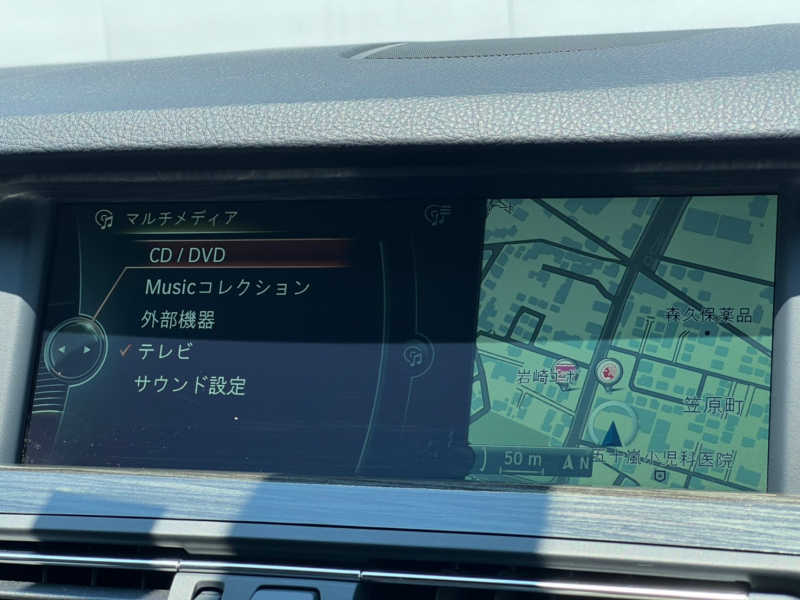 マルチメディア
CD / DVD
Musicコレクション
外部機器
テレビ
サウンド設定
森久保薬品
笠原町
五十嵐小児科医院
50 m
N